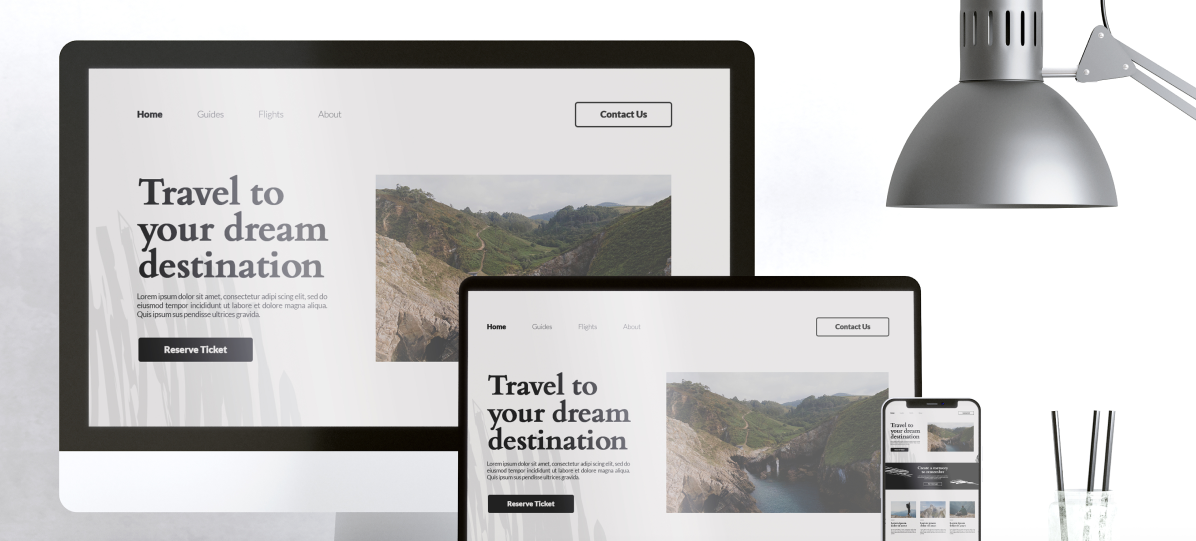 Home Guides Flights About Contact Us
Travel to
your dream
destination
Lorem ipsum dolor sit amet, consectetur adipi scing elit, sed do
eiusmod tempor incididunt ut labore et dolore magna aliqua.
Quis ipsum sus pendisse ultrices gravida.
Reserve Ticket
Home Guides Flights About Contact Us
Travel to
your dream
destination
Lorem ipsum dolor sit amet, consectetur adipi scing elit, sed do
eiusmod tempor incididunt ut labore et dolore magna aliqua.
Quis ipsum sus pendisse ultrices gravida.
Reserve Ticket
Travel to
your dream
destination